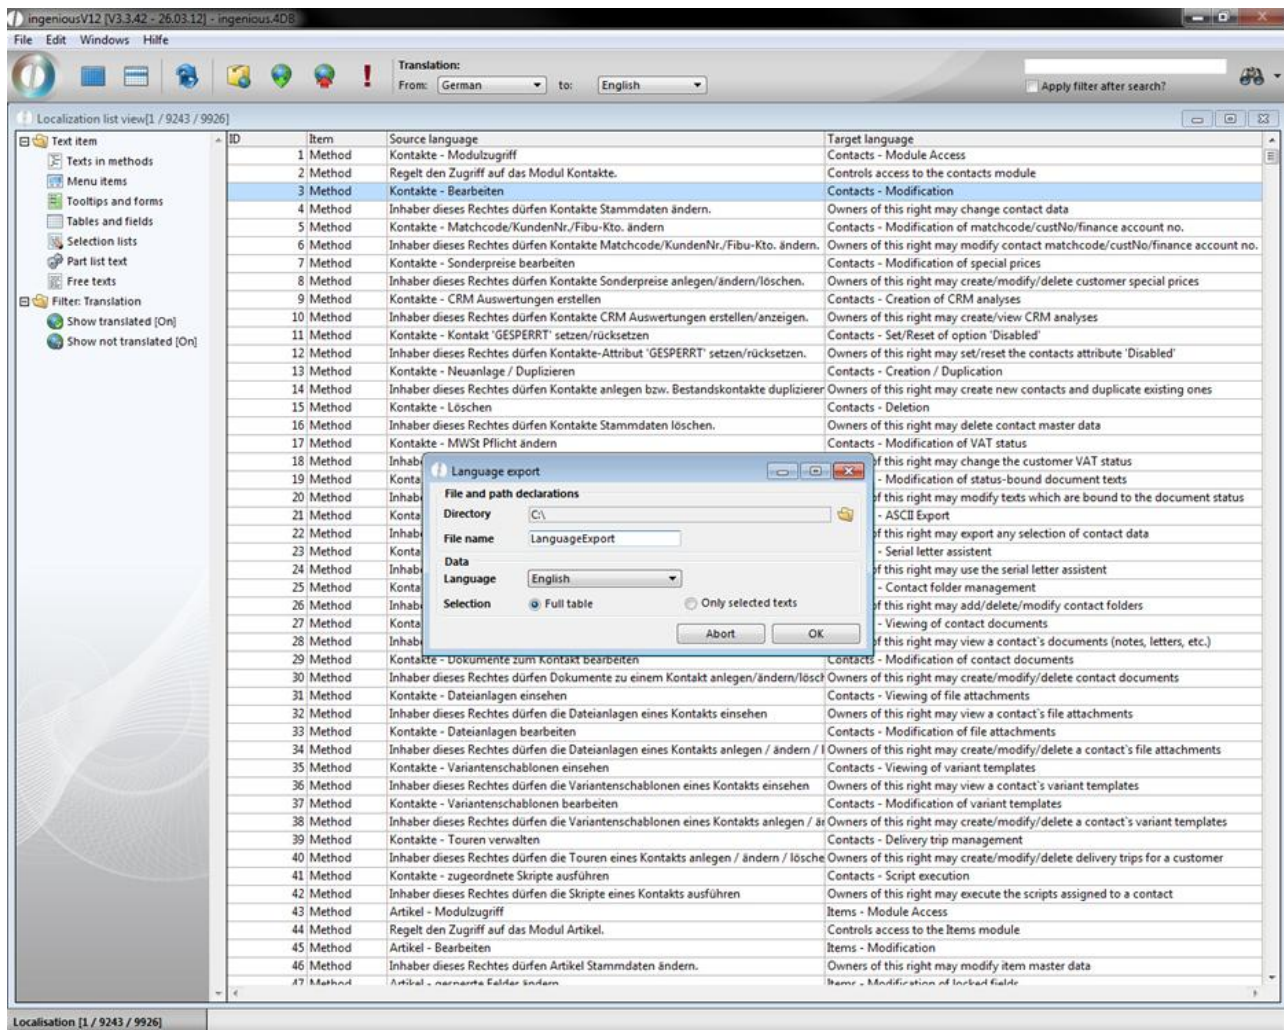 ingeniousV12 [V3.3.42 - 26.03.12] - ingenious.4DB
File Edit Windows Hilfe
Translation:
From: German to: English
Apply filter after search?
Localization list view[1 / 9243 / 9926]
Text item
Texts in methods
Menu items
Tooltips and forms
Tables and fields
Selection lists
Part list text
Free texts
Filter: Translation
Show translated [On]
Show not translated [On]
ID Item Source language Target language
1 Method Kontakte - Modulzugriff Contacts - Module Access
2 Method Regelt den Zugriff auf das Modul Kontakte. Controls access to the contacts module
3 Method Kontakte - Bearbeiten Contacts - Modification
4 Method Inhaber dieses Rechtes dürfen Kontakte Stammdaten ändern. Owners of this right may change contact data
5 Method Kontakte - Matchcode/KundenNr./Fibu-Kto. ändern Contacts - Modification of matchcode/custNo/finance account no.
6 Method Inhaber dieses Rechtes dürfen Kontakte Matchcode/KundenNr./Fibu-Kto. ändern. Owners of this right may modify contact matchcode/custNo/finance account no.
7 Method Kontakte - Sonderpreise bearbeiten Contacts - Modification of special prices
8 Method Inhaber dieses Rechtes dürfen Kontakte Sonderpreise anlegen/ändern/löschen. Owners of this right may create/modify/delete customer special prices
9 Method Kontakte - CRM Auswertungen erstellen Contacts - Creation of CRM analyses
10 Method Inhaber dieses Rechtes dürfen Kontakte CRM Auswertungen erstellen/anzeigen. Owners of this right may create/view CRM analyses
11 Method Kontakte - Kontakt 'GESPERRT' setzen/rücksetzen Contacts - Set/Reset of option 'Disabled'
12 Method Inhaber dieses Rechtes dürfen Kontakte-Attribut 'GESPERRT' setzen/rücksetzen. Owners of this right may set/reset the contacts attribute 'Disabled'
13 Method Kontakte - Neuanlage / Duplizieren Contacts - Creation / Duplication
14 Method Inhaber dieses Rechtes dürfen Kontakte anlegen bzw. Bestandskontakte duplizieren Owners of this right may create new contacts and duplicate existing ones
15 Method Kontakte - Löschen Contacts - Deletion
16 Method Inhaber dieses Rechtes dürfen Kontakte Stammdaten löschen. Owners of this right may delete contact master data
17 Method Kontakte - MWSt Pflicht ändern Contacts - Modification of VAT status
18 Method Inhab of this right may change the customer VAT status
19 Method Konta - Modification of status-bound document texts
20 Method Inhab of this right may modify texts which are bound to the document status
21 Method Konta - ASCII Export
22 Method Inhab of this right may export any selection of contact data
23 Method Konta - Serial letter assistent
24 Method Inhab of this right may use the serial letter assistent
25 Method Konta - Contact folder management
26 Method Inhab of this right may add/delete/modify contact folders
27 Method Konta - Viewing of contact documents
28 Method Inhab of this right may view a contact's documents (notes, letters, etc.)
Language export
File and path declarations
Directory C:\
File name LanguageExport
Data
Language English
Selection Full table Only selected texts
Abort OK
29 Method Kontakte - Dokumente zum Kontakt bearbeiten Contacts - Modification of contact documents
30 Method Inhaber dieses Rechtes dürfen Dokumente zu einem Kontakt anlegen/ändern/lösch Owners of this right may create/modify/delete contact documents
31 Method Kontakte - Dateianlagen einsehen Contacts - Viewing of file attachments
32 Method Inhaber dieses Rechtes dürfen die Dateianlagen eines Kontakts einsehen Owners of this right may view a contact's file attachments
33 Method Kontakte - Dateianlagen bearbeiten Contacts - Modification of file attachments
34 Method Inhaber dieses Rechtes dürfen die Dateianlagen eines Kontakts anlegen / ändern / l Owners of this right may create/modify/delete a contact's file attachments
35 Method Kontakte - Variantenschablonen einsehen Contacts - Viewing of variant templates
36 Method Inhaber dieses Rechtes dürfen die Variantenschablonen eines Kontakts einsehen Owners of this right may view a contact's variant templates
37 Method Kontakte - Variantenschablonen bearbeiten Contacts - Modification of variant templates
38 Method Inhaber dieses Rechtes dürfen die Variantenschablonen eines Kontakts anlegen / är Owners of this right may create/modify/delete a contact's variant templates
39 Method Kontakte - Touren verwalten Contacts - Delivery trip management
40 Method Inhaber dieses Rechtes dürfen die Touren eines Kontakts anlegen / ändern / lösche Owners of this right may create/modify/delete delivery trips for a customer
41 Method Kontakte - zugeordnete Skripte ausführen Contacts - Script execution
42 Method Inhaber dieses Rechtes dürfen die Skripte eines Kontakts ausführen Owners of this right may execute the scripts assigned to a contact
43 Method Artikel - Modulzugriff Items - Module Access
44 Method Regelt den Zugriff auf das Modul Artikel. Controls access to the Items module
45 Method Artikel - Bearbeiten Items - Modification
46 Method Inhaber dieses Rechtes dürfen Artikel Stammdaten ändern. Owners of this right may modify item master data
47 Method Artikel - gesperrte Felder ändern Items - Modification of locked fields
Localisation [1 / 9243 / 9926]